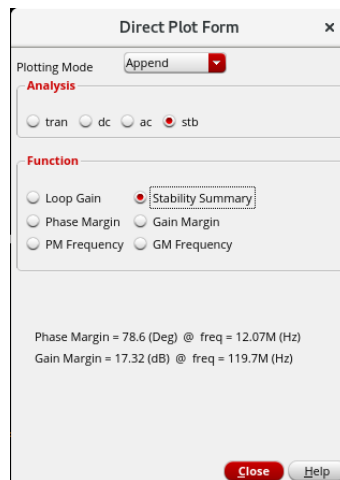 Direct Plot Form ×
Plotting Mode Append
Analysis
tran dc ac stb
Function
Loop Gain Stability Summary
Phase Margin Gain Margin
PM Frequency GM Frequency
Phase Margin = 78.6 (Deg) @ freq = 12.07M (Hz)
Gain Margin = 17.32 (dB) @ freq = 119.7M (Hz)
Close Help